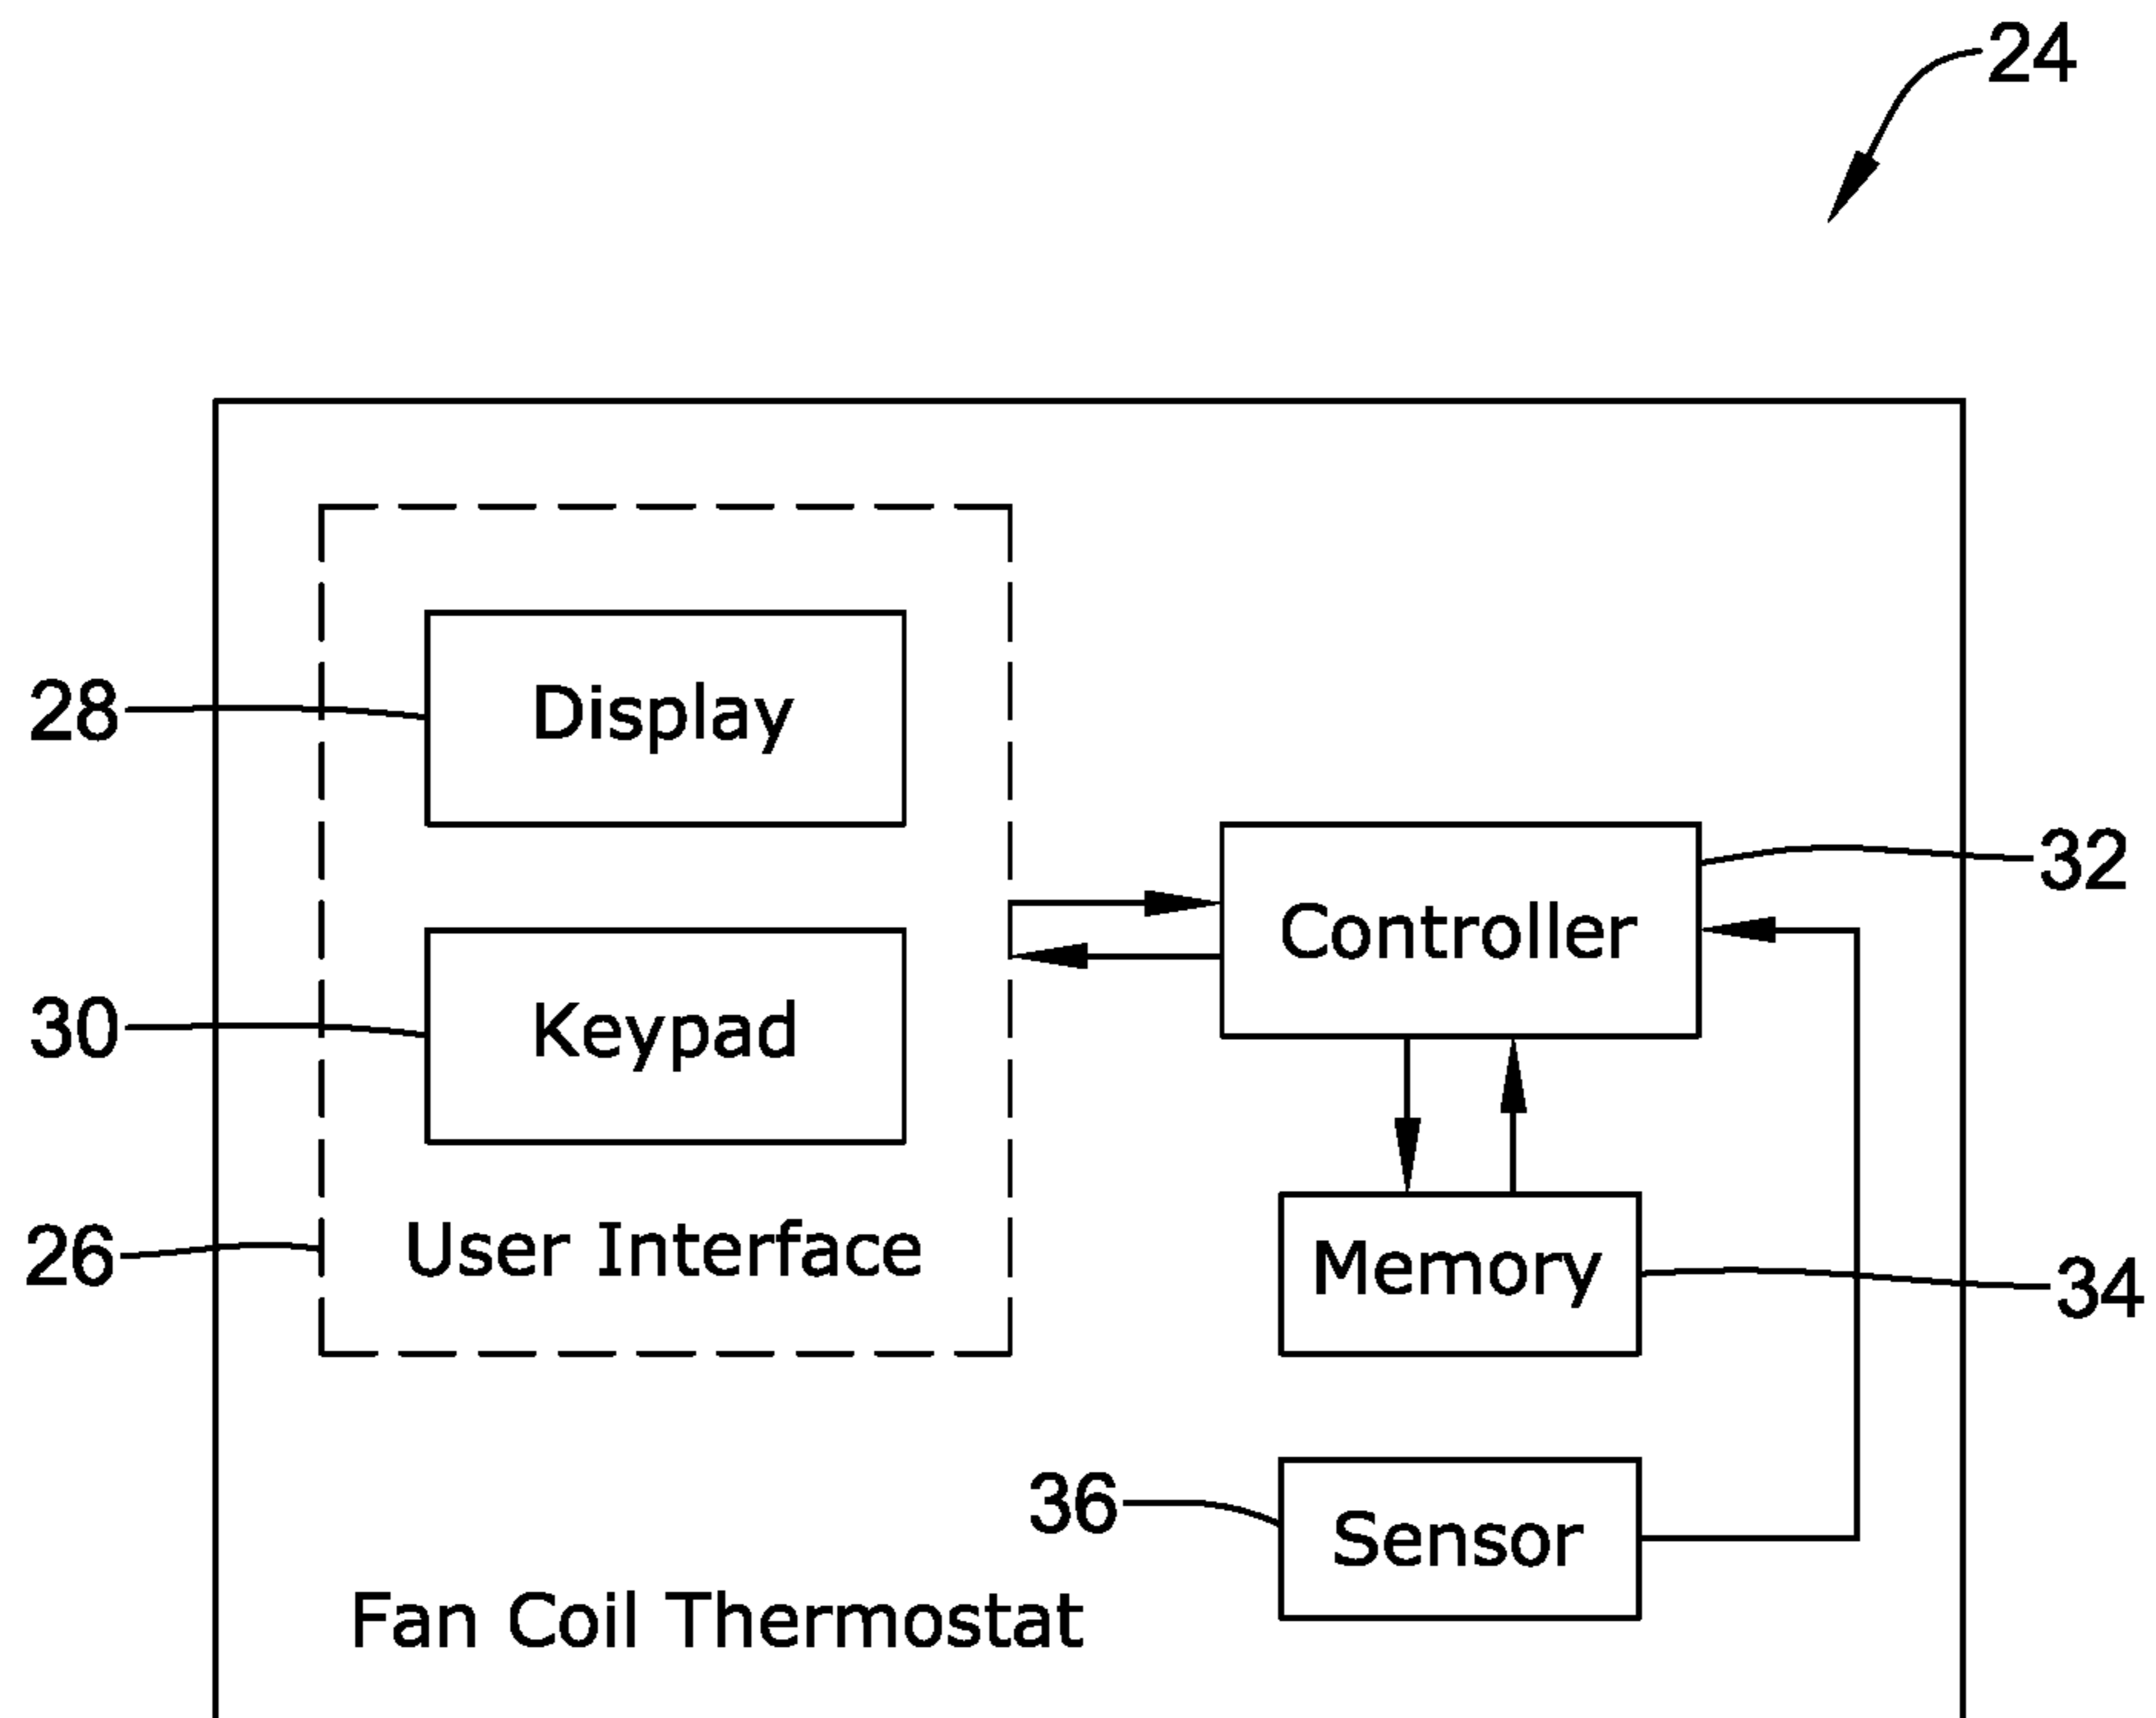 24
28
Display
32
Controller
30
Keypad
26
User Interface
Memory
34
36
Sensor
Fan Coil Thermostat